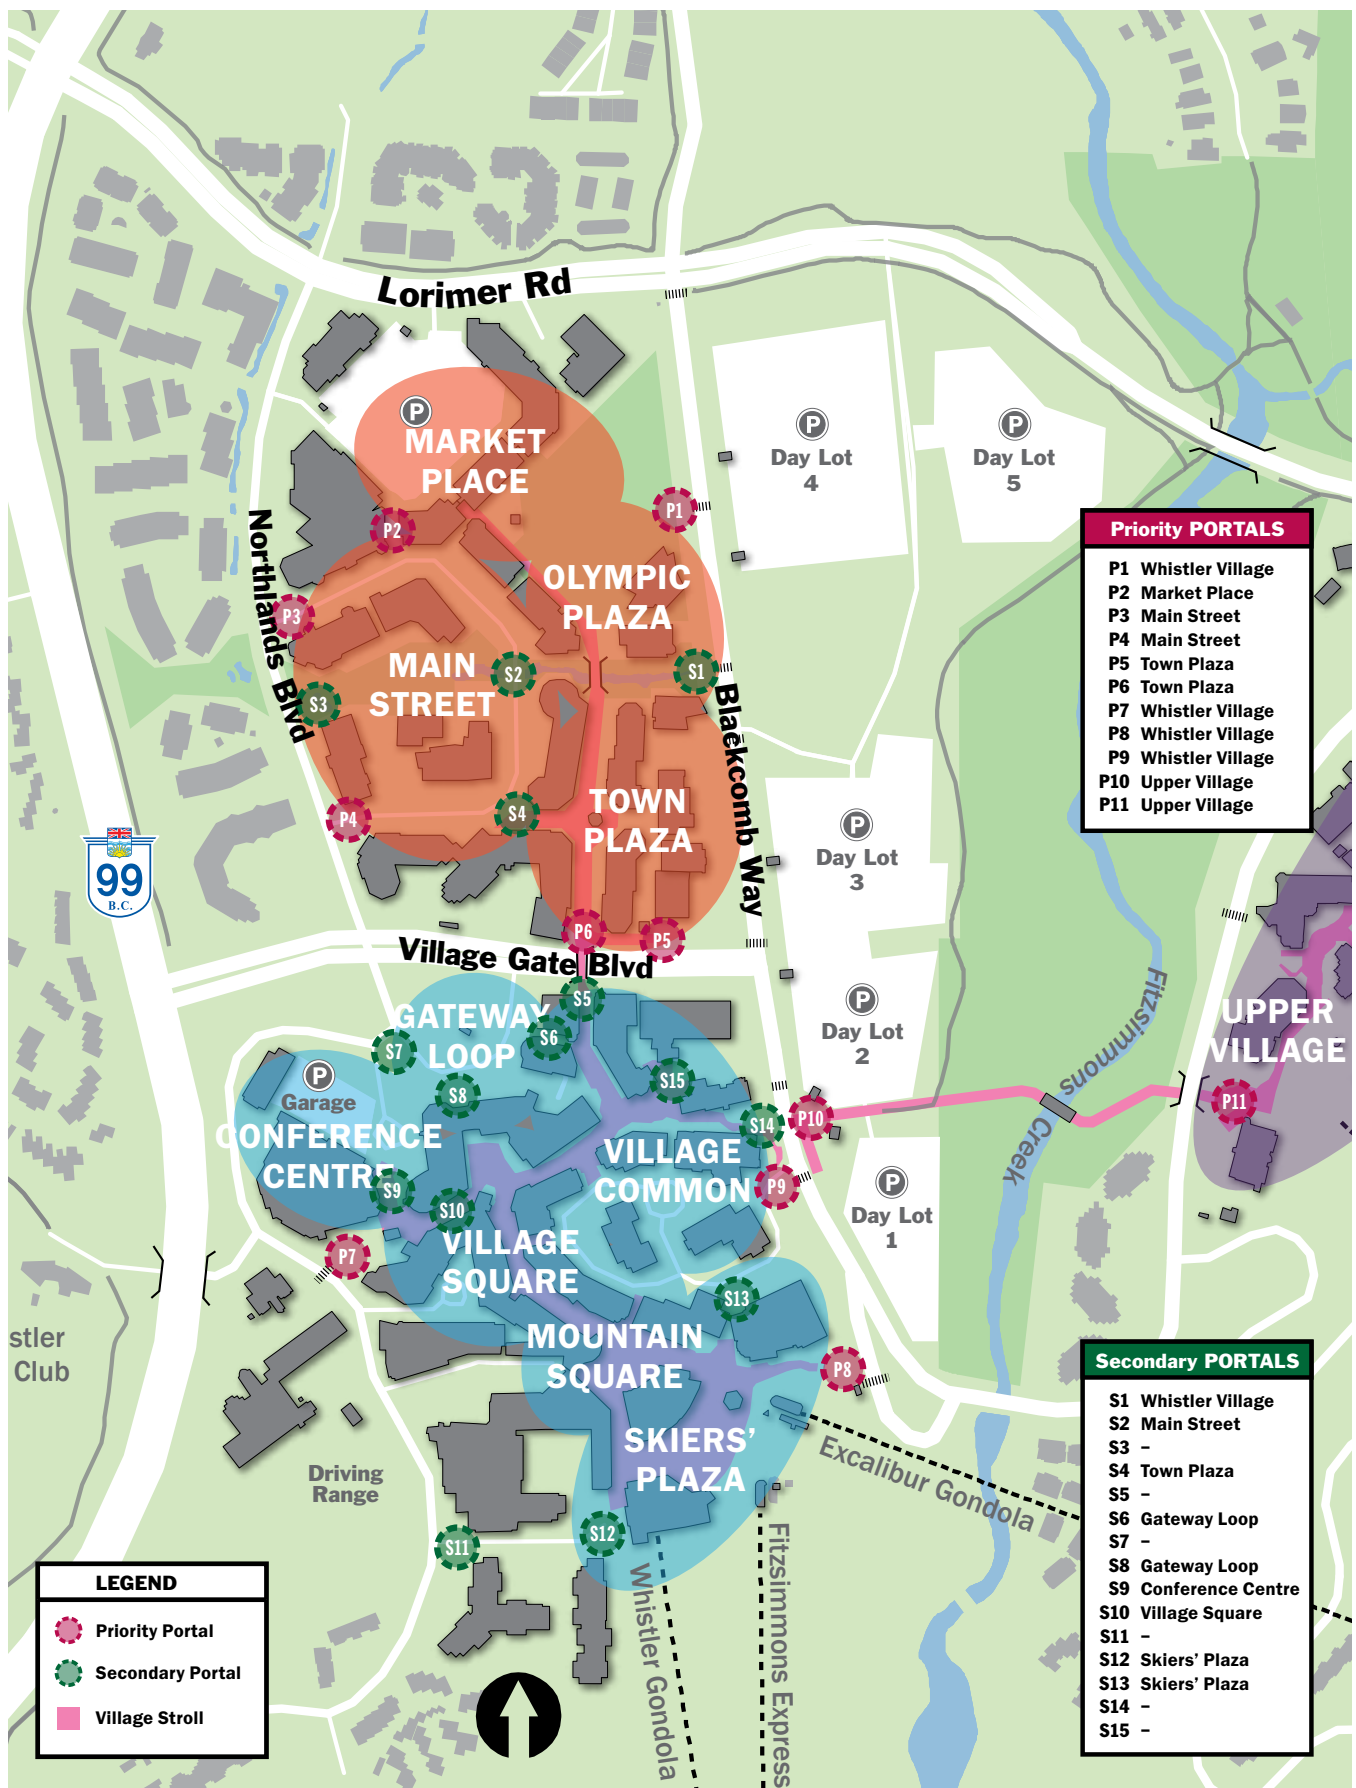 Lorimer Rd
P
MARKET
PLACE
P
Day Lot
4
P
Day Lot
5
P1
P2
Northlands Blvd
OLYMPIC
PLAZA
P3
MAIN
STREET
S2
S1
S3
Blackcomb Way
TOWN
PLAZA
P4
S4
P
Day Lot
3
99
B.C.
P6
P5
Village Gate Blvd
S5
GATEWAY
LOOP
S6
S7
S8
S15
P
Day Lot
2
Fitzsimmons
Creek
UPPER
VILLAGE
P11
P
Garage
CONFERENCE
CENTRE
S9
S10
S14
P10
VILLAGE
COMMON
P9
P
Day Lot
1
P7
VILLAGE
SQUARE
S13
MOUNTAIN
SQUARE
P8
stler
Club
SKIERS'
PLAZA
Excalibur Gondola
Driving
Range
S11
S12
Whistler Gondola
Fitzsimmons Express
Priority PORTALS
P1 Whistler Village
P2 Market Place
P3 Main Street
P4 Main Street
P5 Town Plaza
P6 Town Plaza
P7 Whistler Village
P8 Whistler Village
P9 Whistler Village
P10 Upper Village
P11 Upper Village
Secondary PORTALS
S1 Whistler Village
S2 Main Street
S3 –
S4 Town Plaza
S5 –
S6 Gateway Loop
S7 –
S8 Gateway Loop
S9 Conference Centre
S10 Village Square
S11 –
S12 Skiers' Plaza
S13 Skiers' Plaza
S14 –
S15 –
LEGEND
Priority Portal
Secondary Portal
Village Stroll